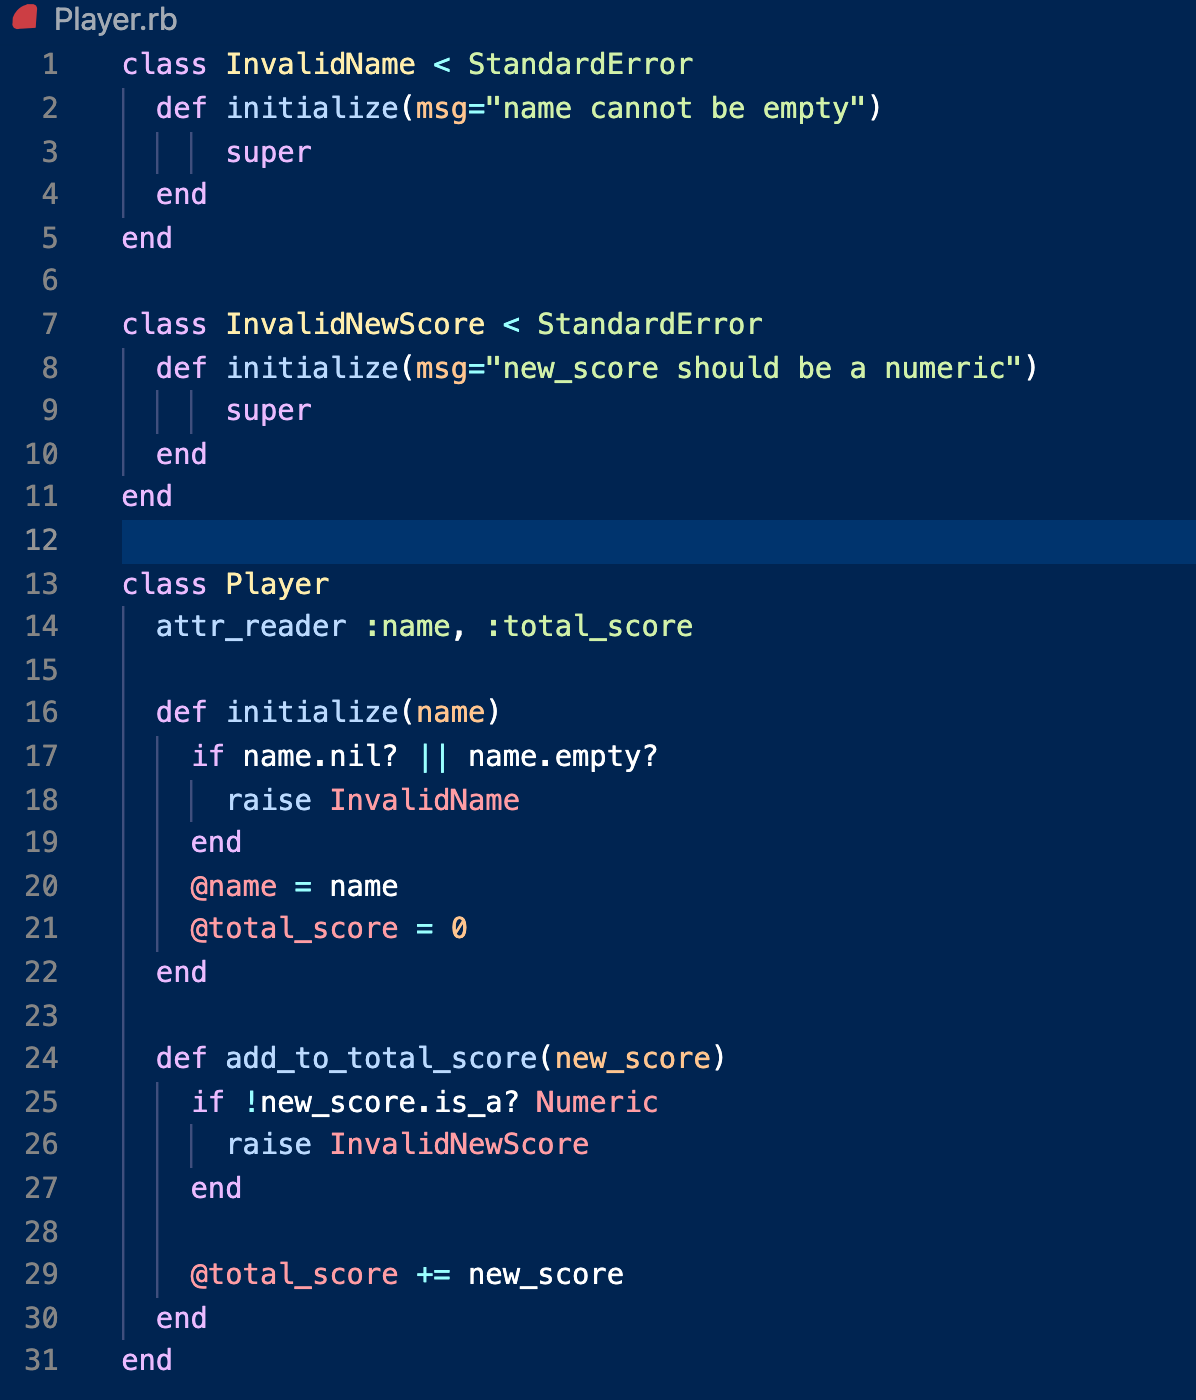 Player.rb
1 class InvalidName < StandardError
2   def initialize(msg="name cannot be empty")
3       super
4   end
5 end
6
7 class InvalidNewScore < StandardError
8   def initialize(msg="new_score should be a numeric")
9       super
10   end
11 end
12
13 class Player
14   attr_reader :name, :total_score
15
16   def initialize(name)
17     if name.nil? || name.empty?
18       raise InvalidName
19     end
20     @name = name
21     @total_score = 0
22   end
23
24   def add_to_total_score(new_score)
25     if !new_score.is_a? Numeric
26       raise InvalidNewScore
27     end
28
29     @total_score += new_score
30   end
31 end